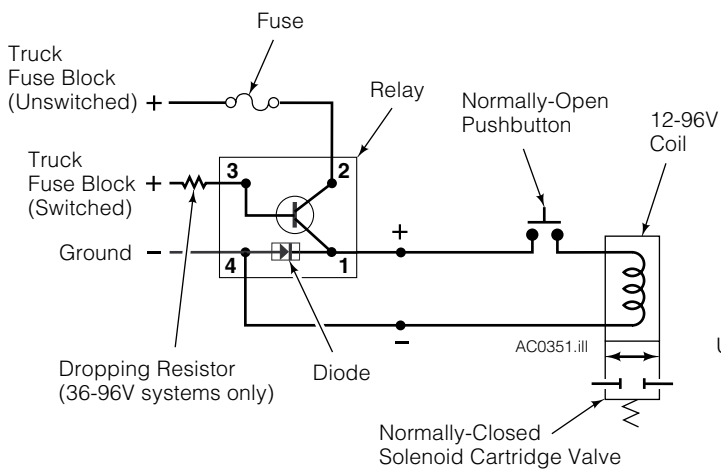 Fuse
Truck
Fuse Block
(Unswitched) +
Relay
Normally-Open
Pushbutton
12-96V
Coil
Truck
Fuse Block
(Switched) +
3
2
Ground –
4
1
+
–
AC0351.ill
U
Dropping Resistor
(36-96V systems only)
Diode
Normally-Closed
Solenoid Cartridge Valve